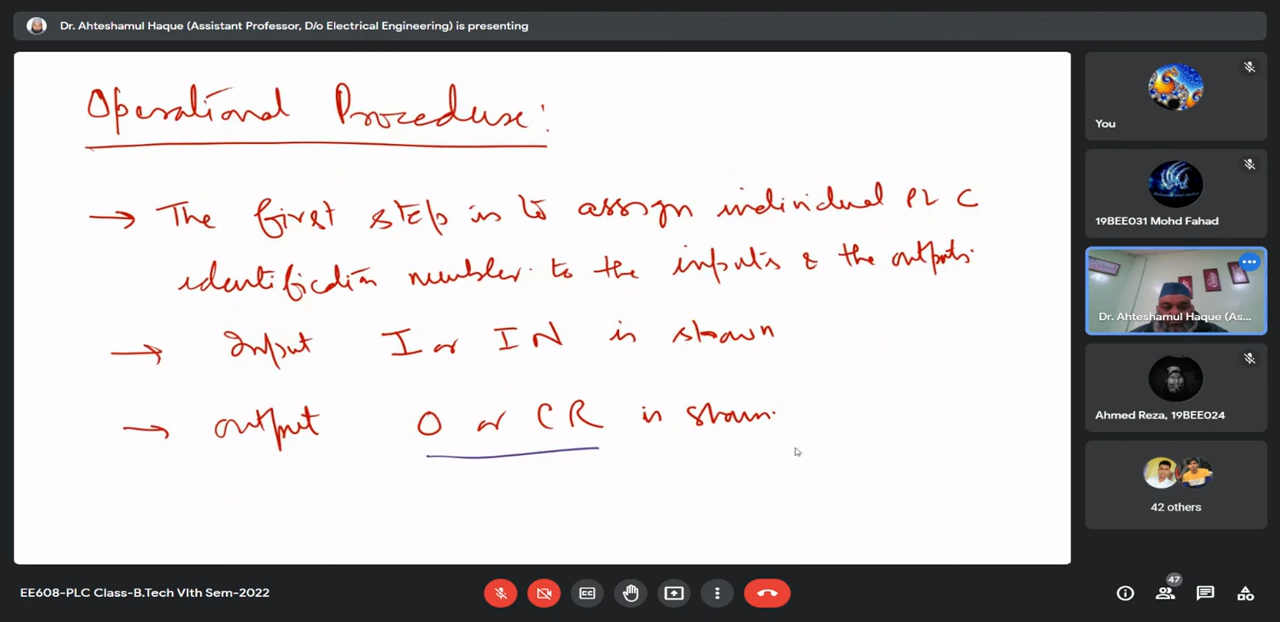 Dr. Ahteshamul Haque (Assistant Professor, D/o Electrical Engineering) is presenting
Operational Procedure:
→ The first step is to assign individual PLC
identification number to the inputs & the outputs.
→ Input I or IN is shown
→ output O or CR is shown.
You
19BEE031 Mohd Fahad
Dr. Ahteshamul Haque (As...
Ahmed Reza, 19BEE024
42 others
EE608-PLC Class-B.Tech VIth Sem-2022
47